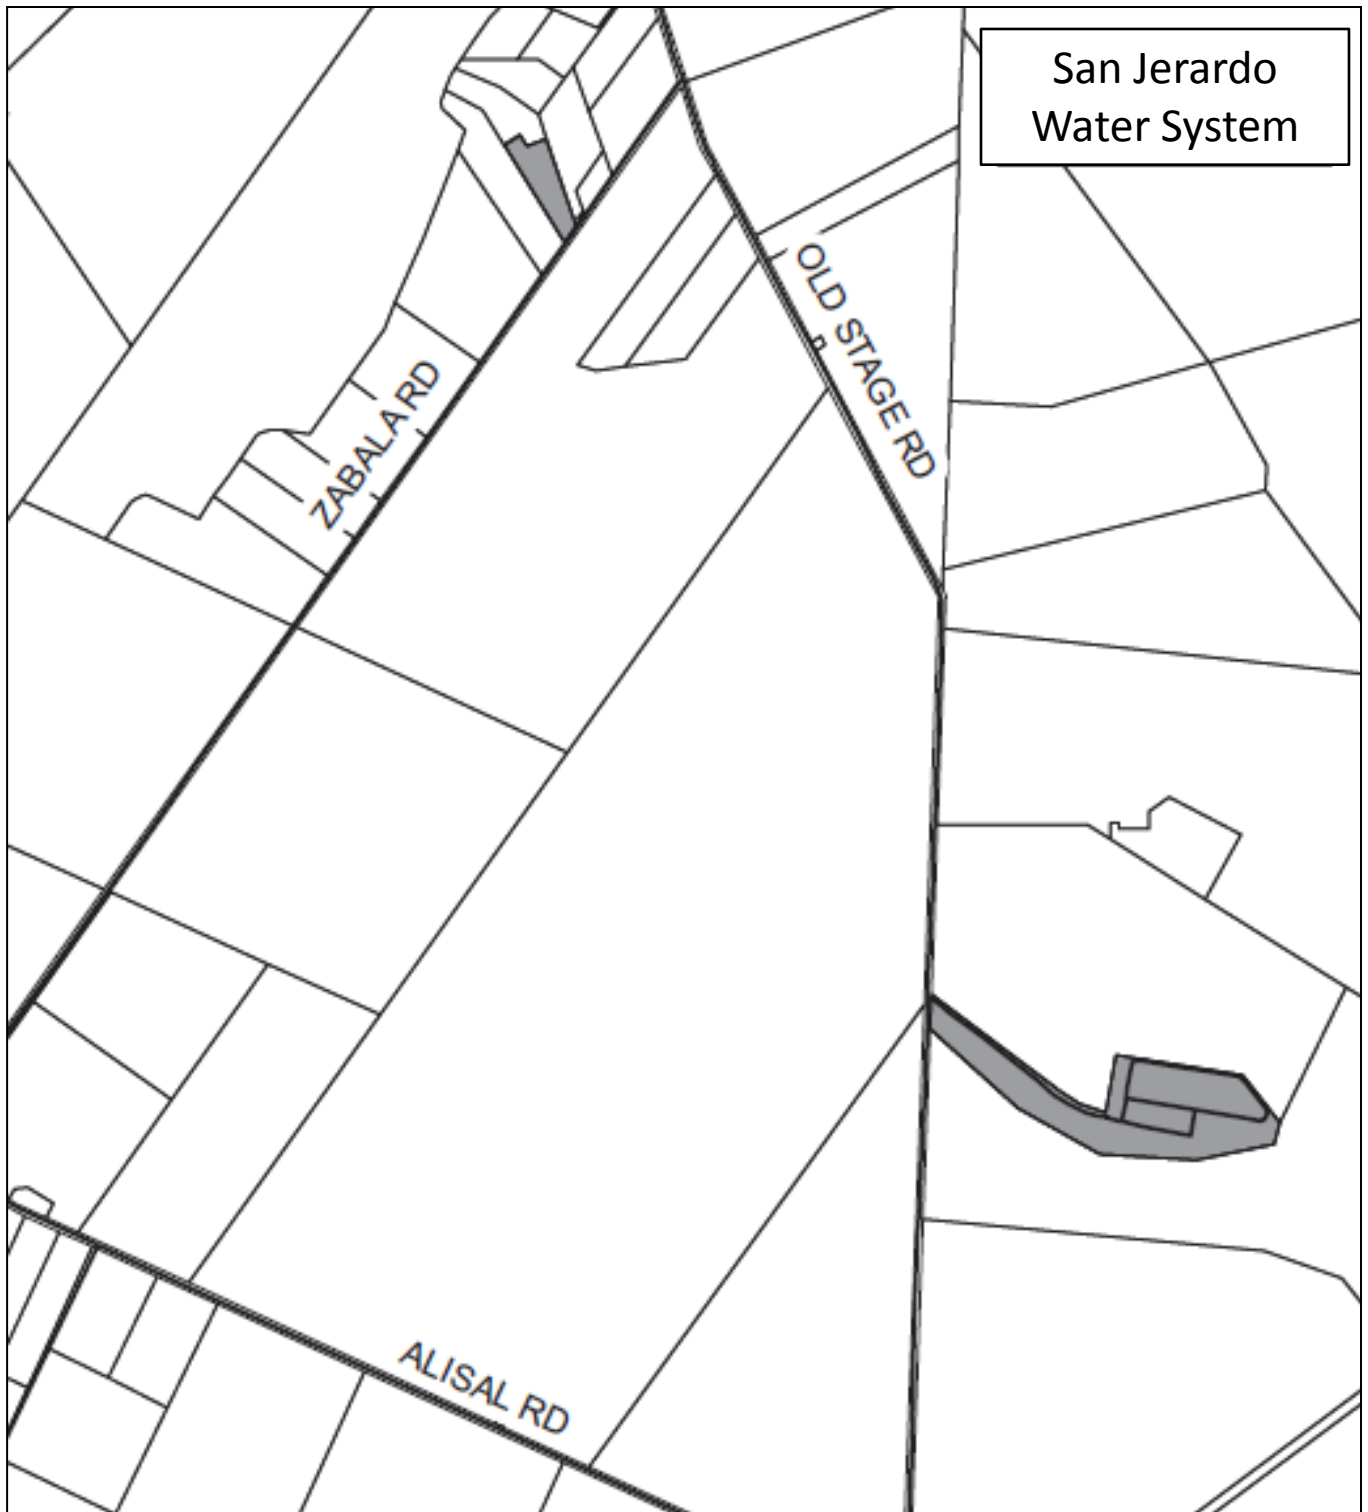 San Jerardo
Water System
OLD STAGE RD
ZABALA RD
ALISAL RD